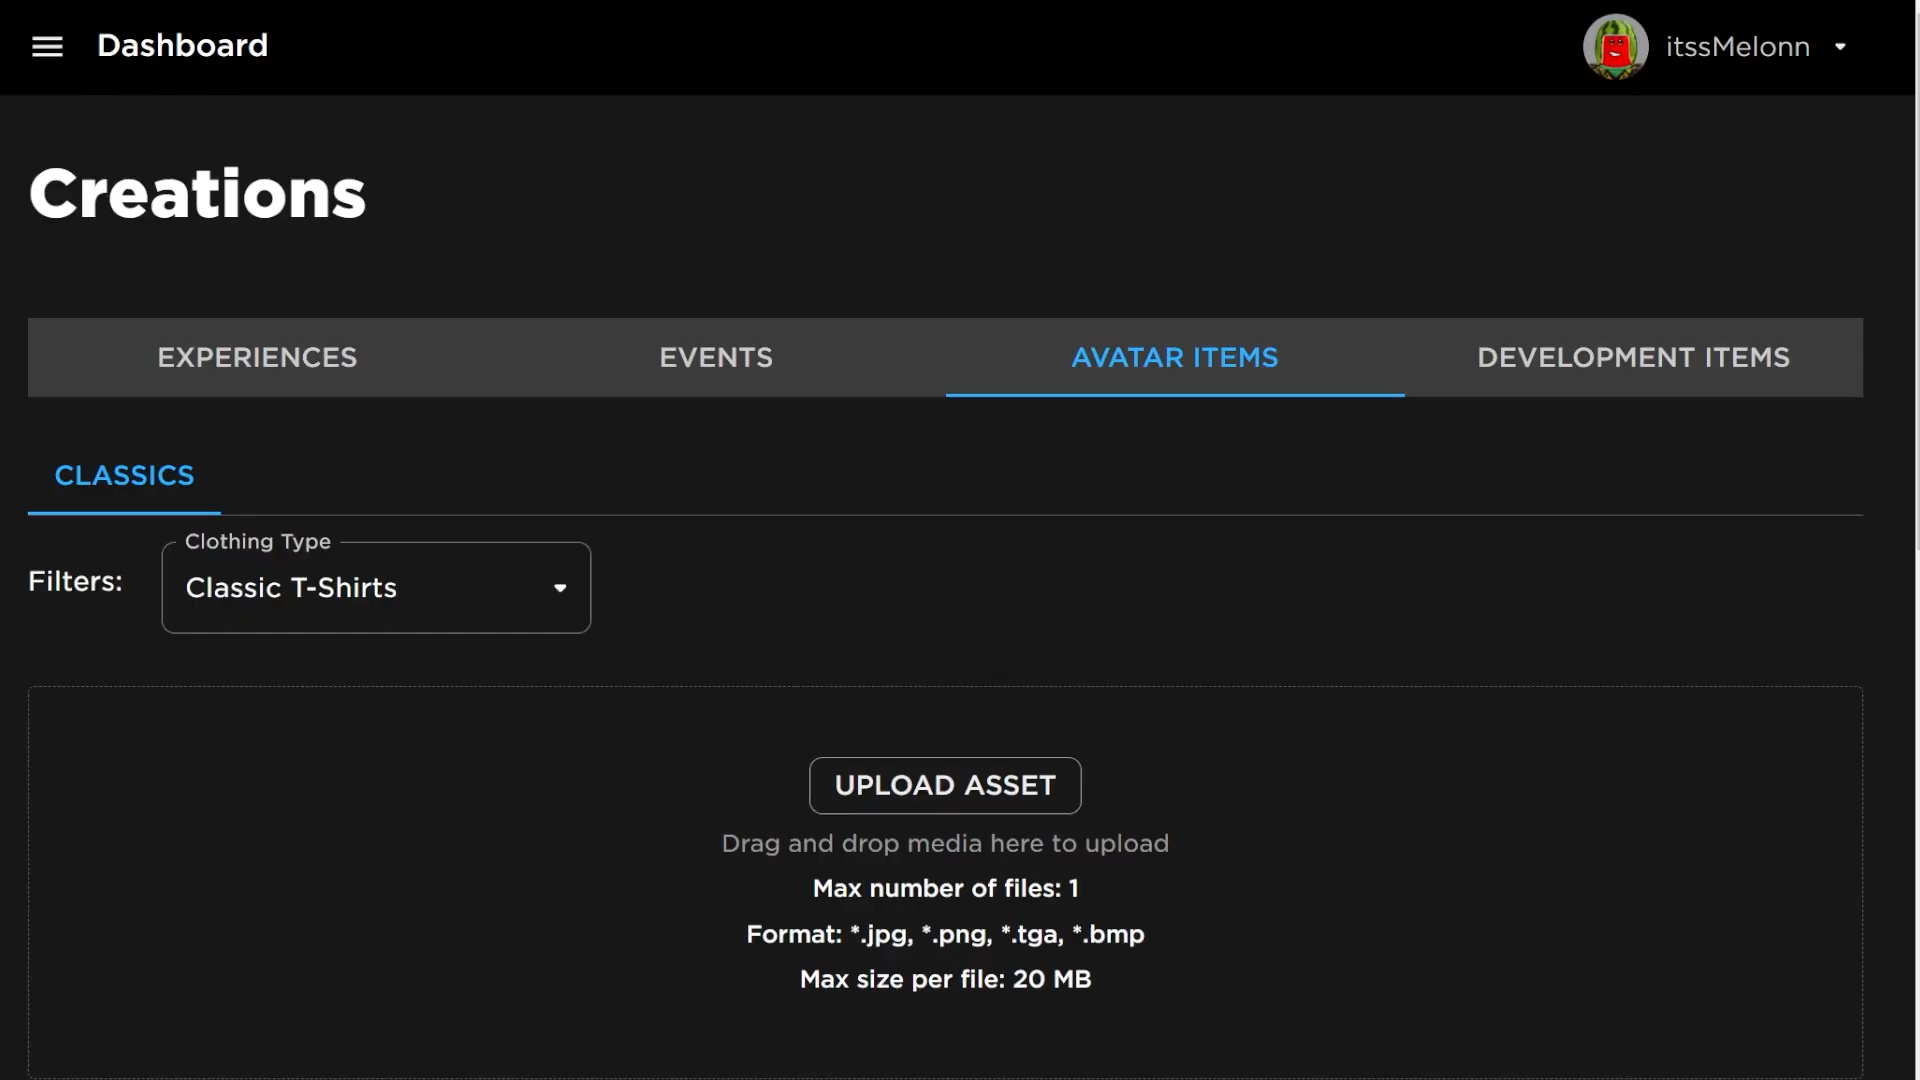 Dashboard
itssMelonn
Creations
EXPERIENCES
EVENTS
AVATAR ITEMS
DEVELOPMENT ITEMS
CLASSICS
Filters:
Clothing Type
Classic T-Shirts
UPLOAD ASSET
Drag and drop media here to upload
Max number of files: 1
Format: *.jpg, *.png, *.tga, *.bmp
Max size per file: 20 MB